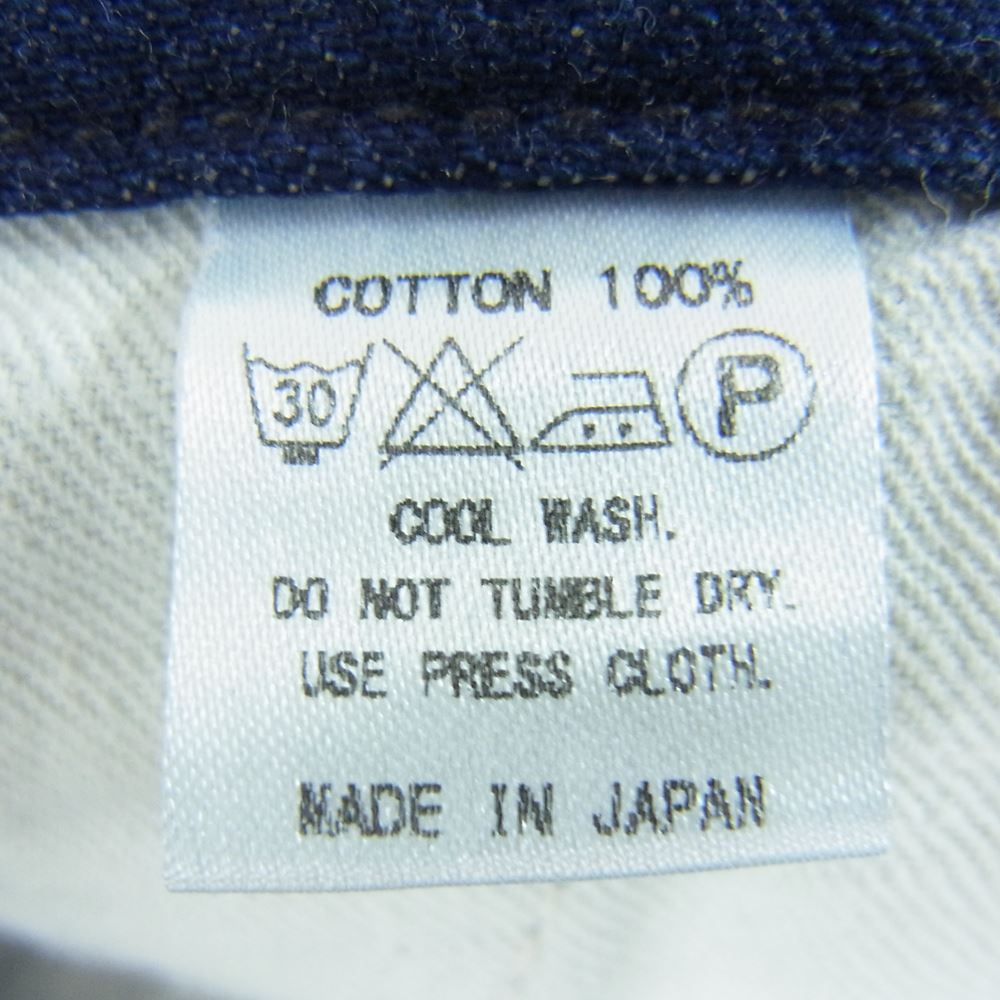 COTTON 100%
30 P
COOL WASH.
DO NOT TUMBLE DRY.
USE PRESS CLOTH.
MADE IN JAPAN